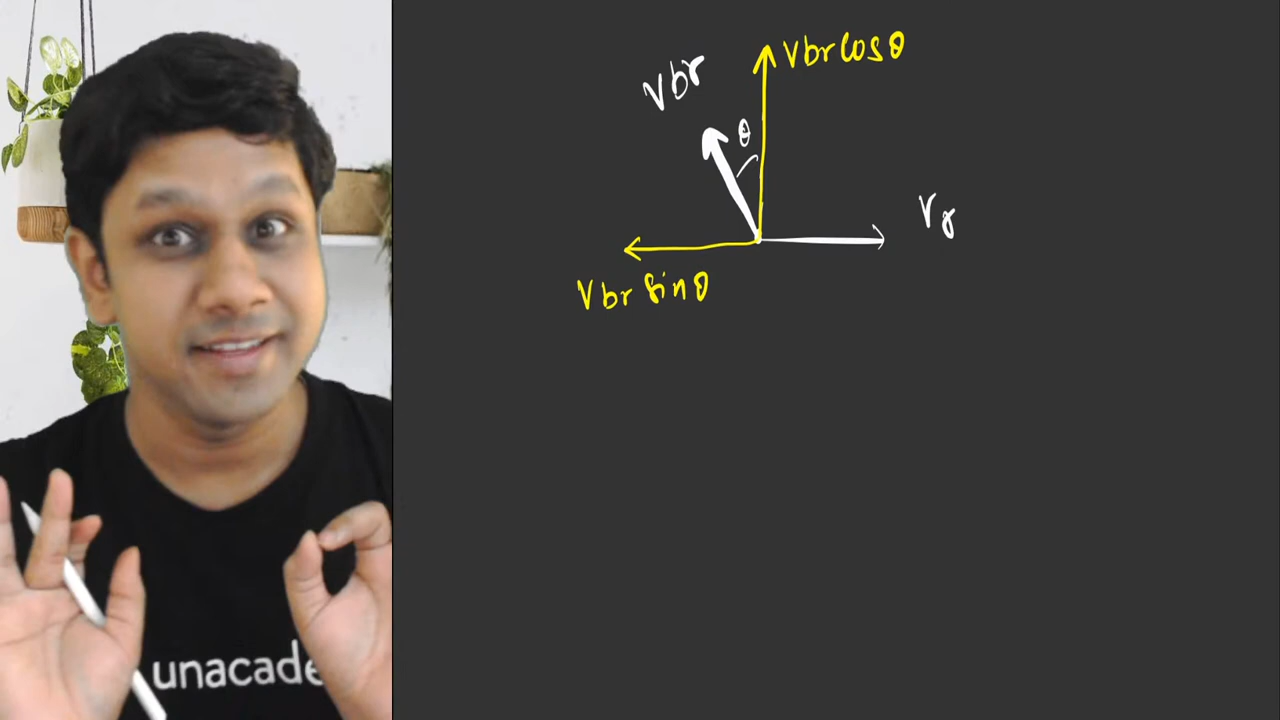 Vbr cosθ
Vbr
θ
Vr
Vbr sinθ
unacade